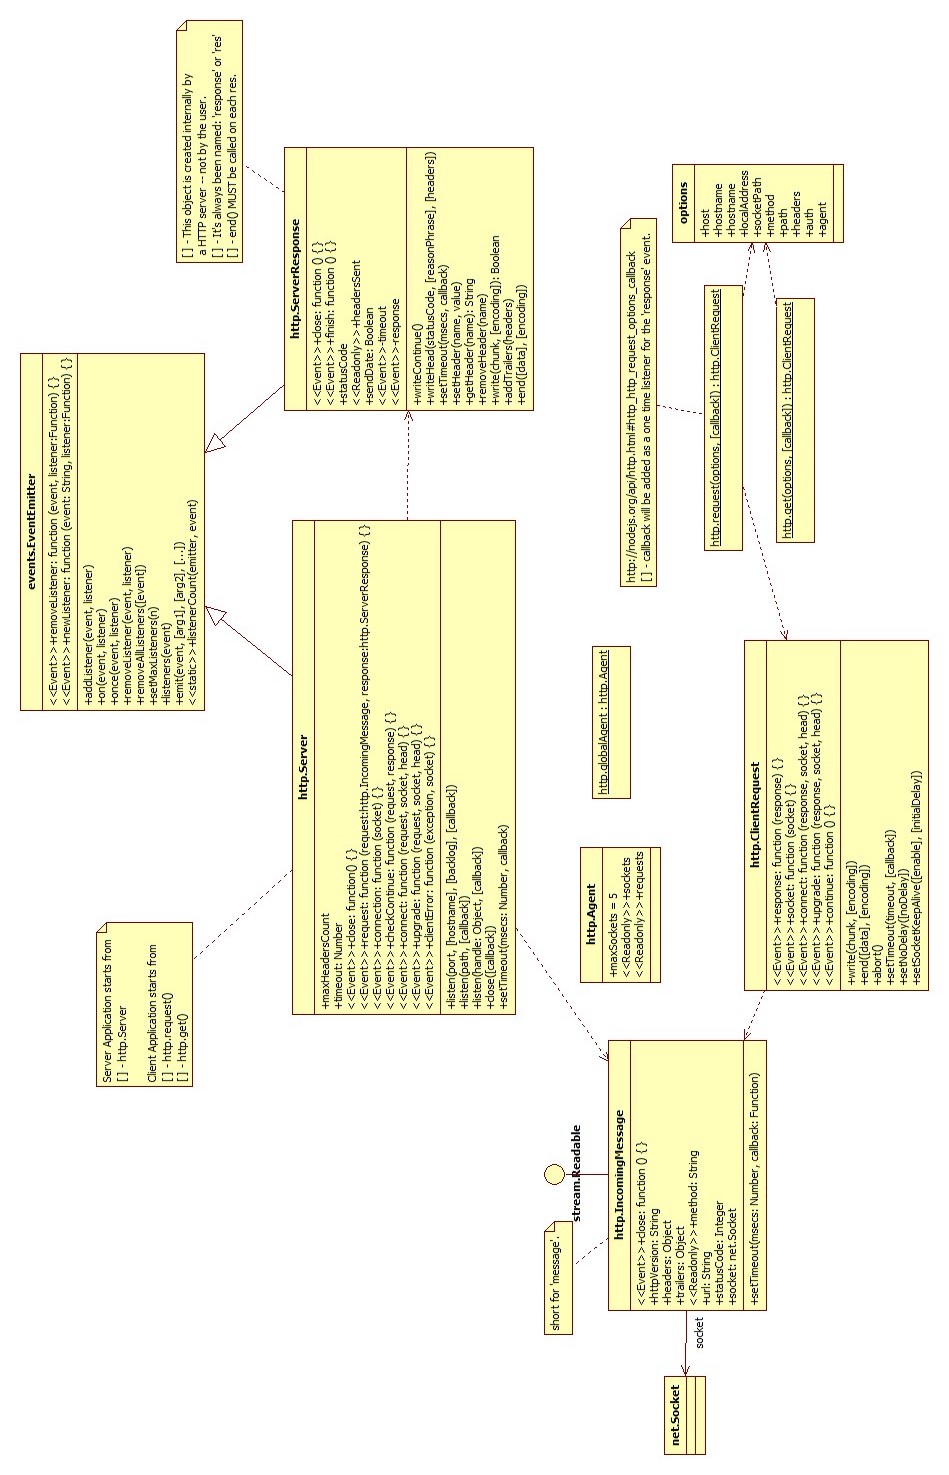 events.EventEmitter
<<Event>>+removeListener: function (event, listener:Function) {}
<<Event>>+newListener: function (event: String, listener:Function) {}
+addListener(event, listener)
+on(event, listener)
+once(event, listener)
+removeListener(event, listener)
+removeAllListeners([event])
+setMaxListeners(n)
+listeners(event)
+emit(event, [arg1], [arg2], [...])
<<static>>+listenerCount(emitter, event)
[] - This object is created internally by
a HTTP server -- not by the user.
[] - It's always been named: 'response' or 'res'
[] - end() MUST be called on each res.
Server Application starts from
[] - http.Server
Client Application starts from
[] - http.request()
[] - http.get()
http.Server
+maxHeadersCount
+timeout: Number
<<Event>>+close: function() {}
<<Event>>+request: function (request:http.IncomingMessage, response:http.ServerResponse) {}
<<Event>>+connection: function (socket) {}
<<Event>>+checkContinue: function (request, response) {}
<<Event>>+connect: function (request, socket, head) {}
<<Event>>+upgrade: function (request, socket, head) {}
<<Event>>+clientError: function (exception, socket) {}
+listen(port, [hostname], [backlog], [callback])
+listen(path, [callback])
+listen(handle: Object, [callback])
+close([callback])
+setTimeout(msecs: Number, callback)
http.ServerResponse
<<Event>>+close: function () {}
<<Event>>+finish: function () {}
+statusCode
<<Readonly>>+headersSent
+sendDate: Boolean
<<Event>>-timeout
<<Event>>-response
+writeContinue()
+writeHead(statusCode, [reasonPhrase], [headers])
+setTimeout(msecs, callback)
+setHeader(name, value)
+getHeader(name): String
+removeHeader(name)
+write(chunk, [encoding]): Boolean
+addTrailers(headers)
+end([data], [encoding])
short for 'message'.
stream.Readable
http.IncomingMessage
<<Event>>+close: function () {}
+httpVersion: String
+headers: Object
+trailers: Object
<<Readonly>>+method: String
+url: String
+statusCode: Integer
+socket: net.Socket
+setTimeout(msecs: Number, callback: Function)
socket
net.Socket
http.Agent
+maxSockets = 5
<<Readonly>>+sockets
<<Readonly>>+requests
http.globalAgent : http.Agent
http://nodejs.org/api/http.html#http_http_request_options_callback
[] - callback will be added as a one time listener for the 'response' event.
http.request(options, [callback]) : http.ClientRequest
http.get(options, [callback]) : http.ClientRequest
options
+host
+hostname
+hostname
+localAddress
+socketPath
+method
+path
+headers
+auth
+agent
http.ClientRequest
<<Event>>+response: function (response) {}
<<Event>>+socket: function (socket) {}
<<Event>>+connect: function (response, socket, head) {}
<<Event>>+upgrade: function (response, socket, head) {}
<<Event>>+continue: function () {}
+write(chunk, [encoding])
+end([data], [encoding])
+abort()
+setTimeout(timeout, [callback])
+setNoDelay([noDelay])
+setSocketKeepAlive([enable], [initialDelay])